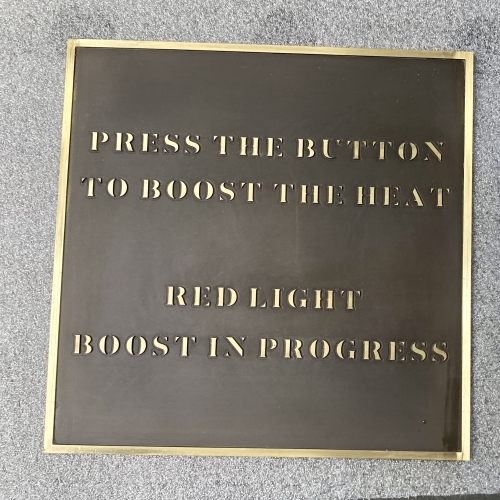 PRESS THE BUTTON
TO BOOST THE HEAT
RED LIGHT
BOOST IN PROGRESS